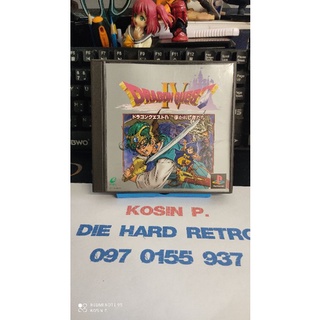 DRAGON QUEST
IV
ドラゴンクエストIV 導かれし者たち
KOSIN P.
DIE HARD RETRO
097 0155 937